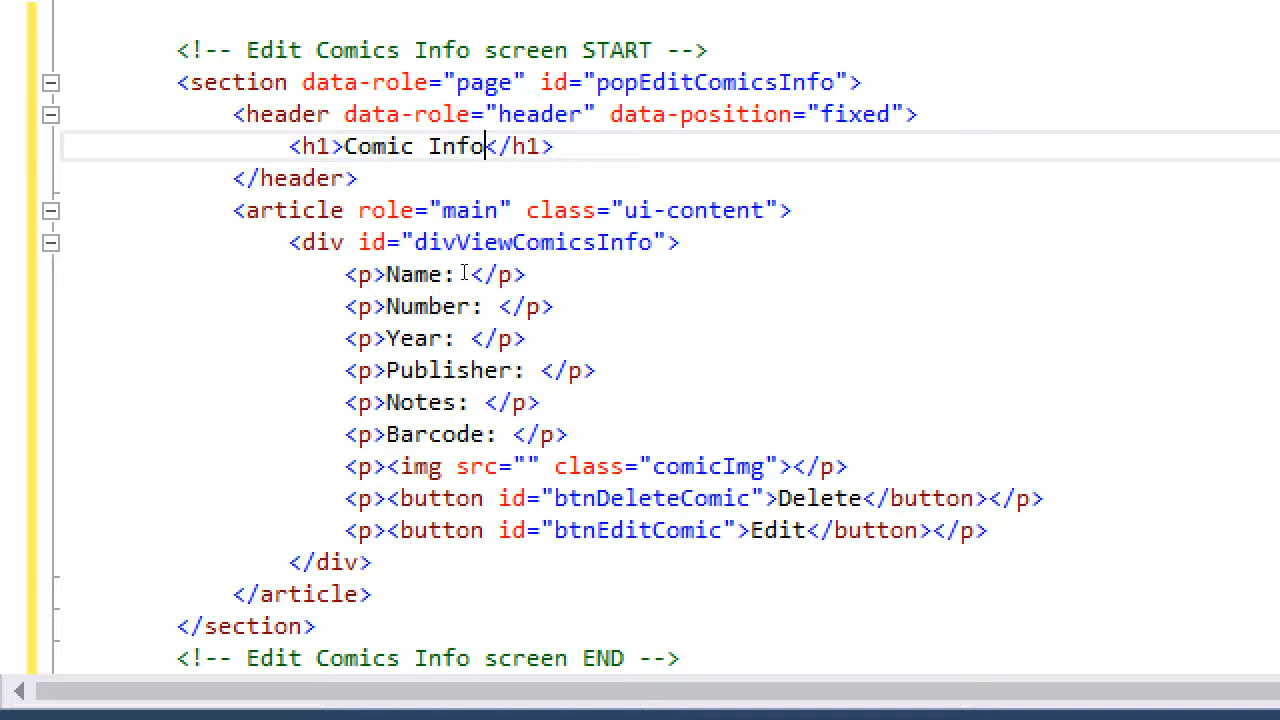 <!-- Edit Comics Info screen START -->
<section data-role="page" id="popEditComicsInfo">
<header data-role="header" data-position="fixed">
<h1>Comic Info</h1>
</header>
<article role="main" class="ui-content">
<div id="divViewComicsInfo">
<p>Name: </p>
<p>Number: </p>
<p>Year: </p>
<p>Publisher: </p>
<p>Notes: </p>
<p>Barcode: </p>
<p><img src="" class="comicImg"></p>
<p><button id="btnDeleteComic">Delete</button></p>
<p><button id="btnEditComic">Edit</button></p>
</div>
</article>
</section>
<!-- Edit Comics Info screen END -->